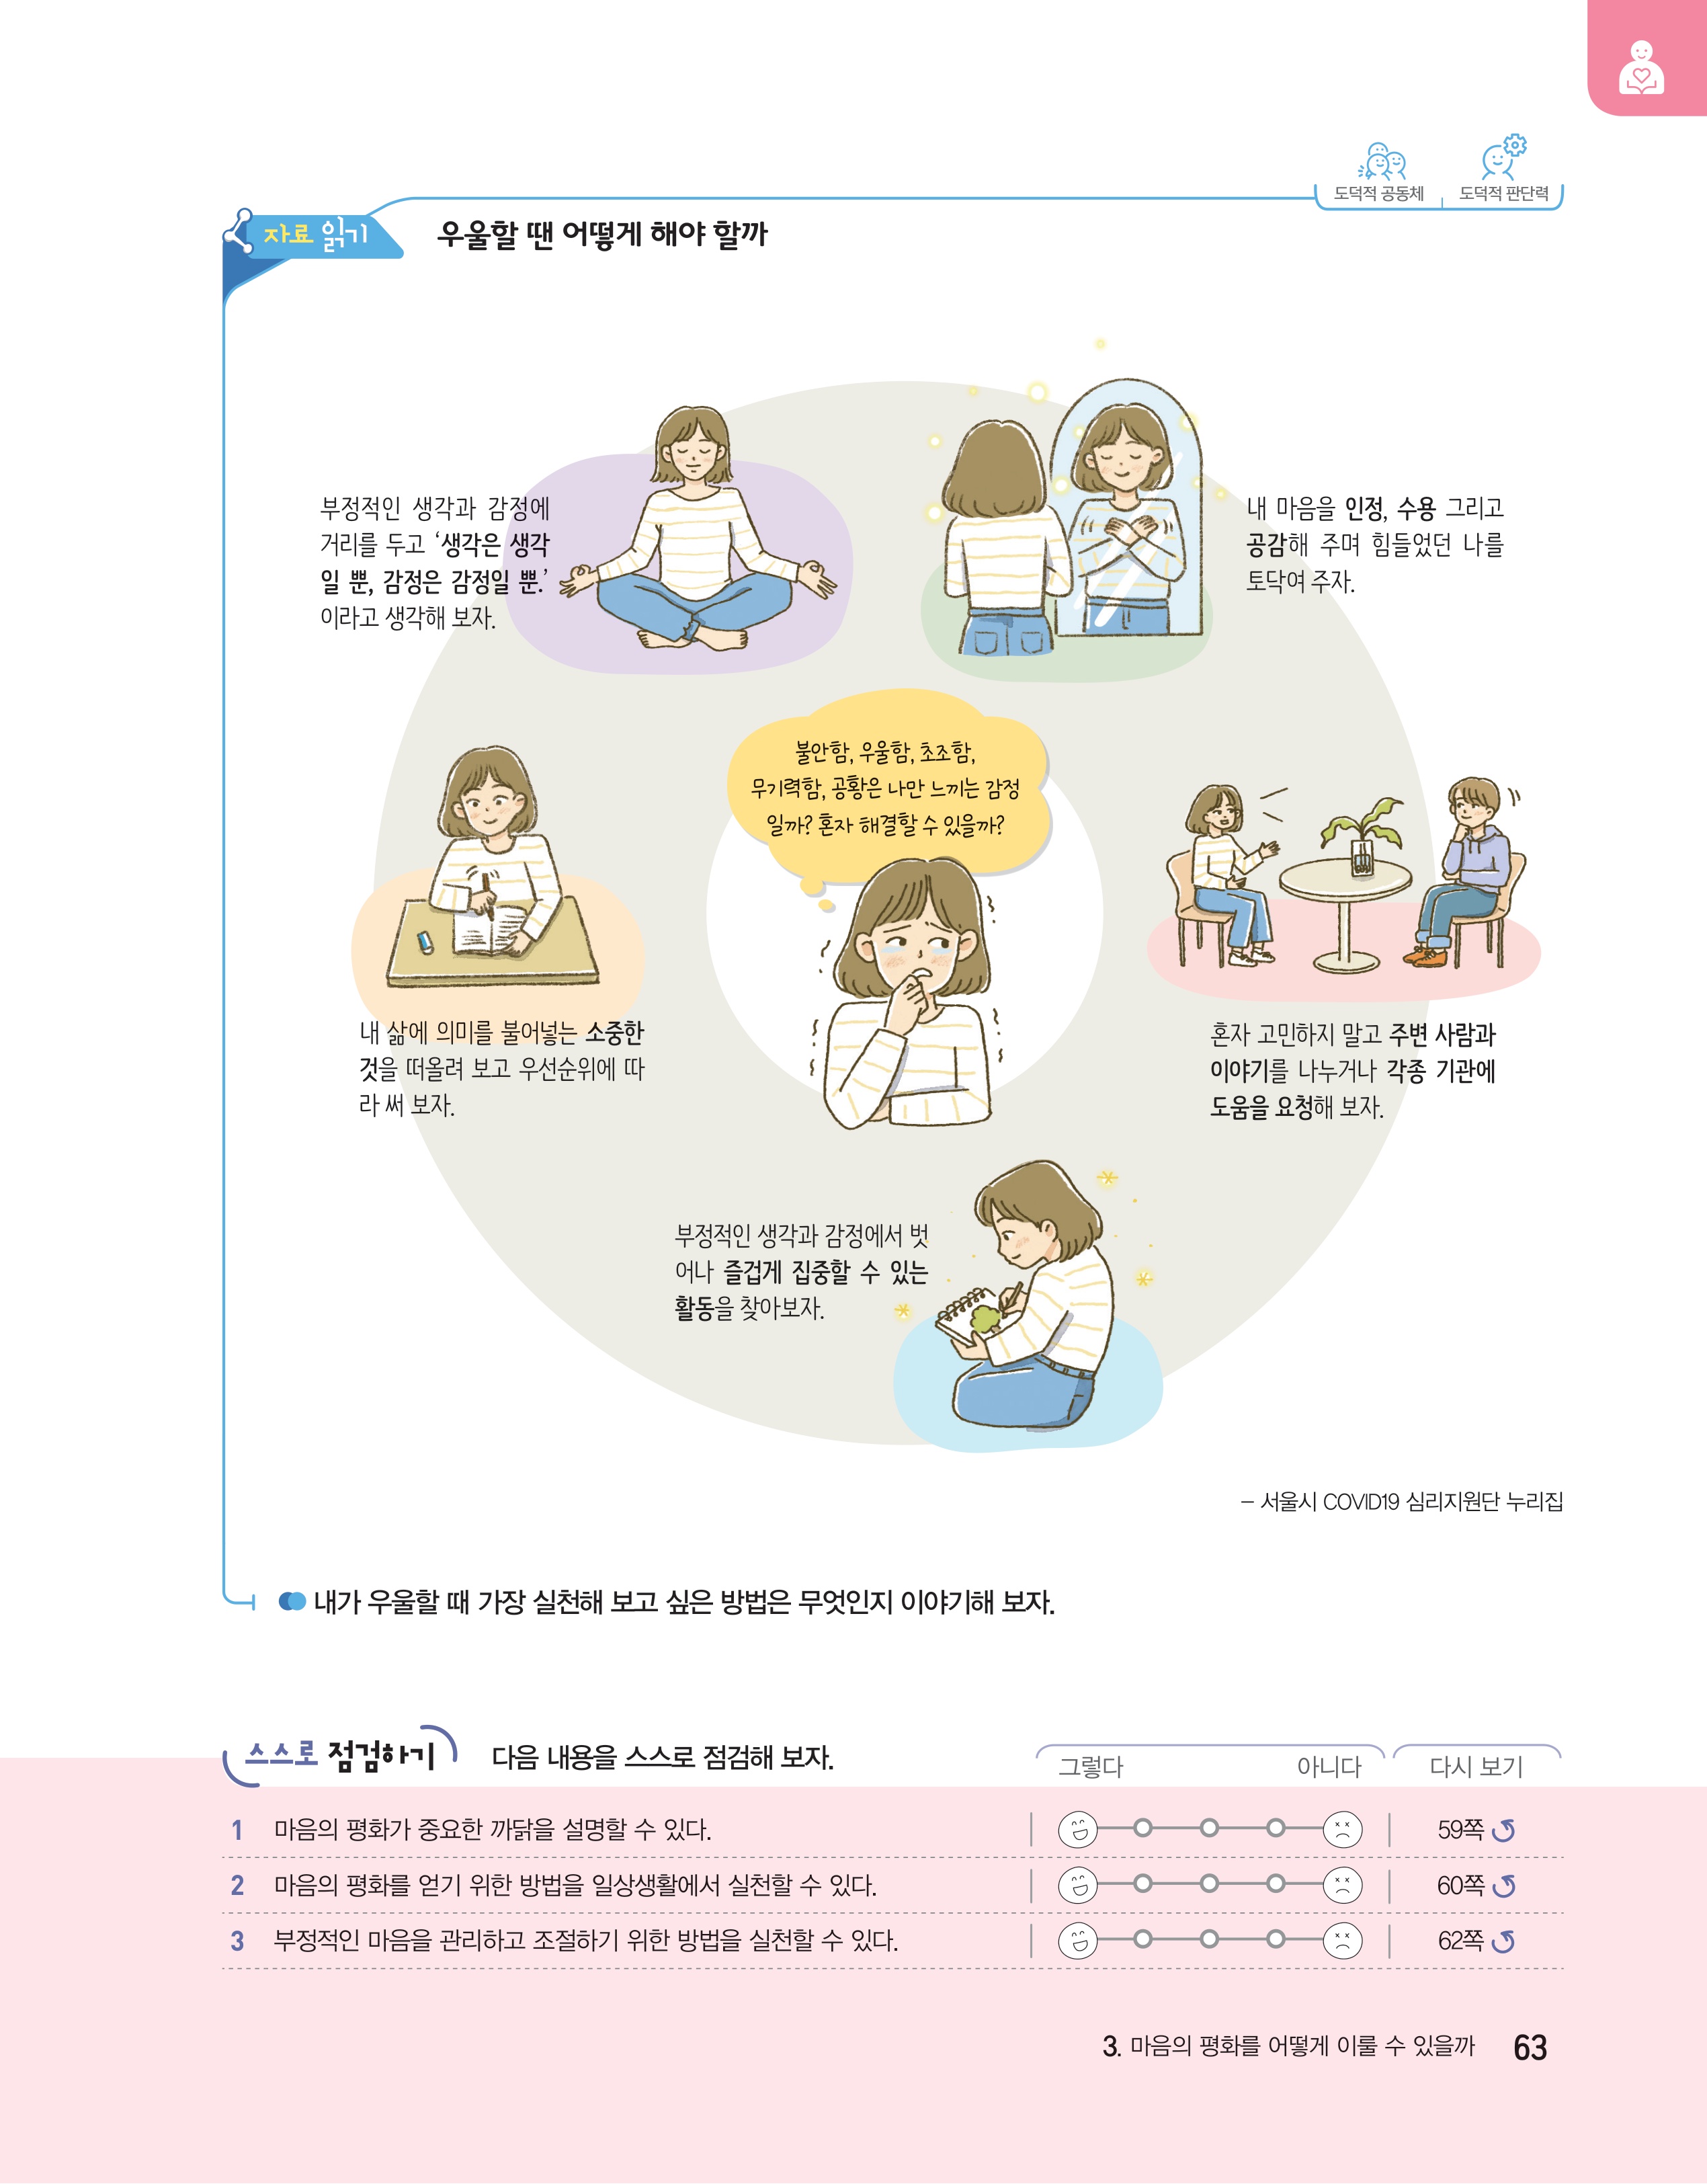 도덕적 공동체
도덕적 판단력
자료 읽기
우울할 땐 어떻게 해야 할까
부정적인 생각과 감정에
거리를 두고 ‘생각은 생각
일 뿐, 감정은 감정일 뿐.’
이라고 생각해 보자.
내 마음을 인정, 수용 그리고
공감해 주며 힘들었던 나를
토닥여 주자.
불안함, 우울함, 초조함,
무기력함, 공황은 나만 느끼는 감정
일까? 혼자 해결할 수 있을까?
내 삶에 의미를 불어넣는 소중한
것을 떠올려 보고 우선순위에 따
라 써 보자.
혼자 고민하지 말고 주변 사람과
이야기를 나누거나 각종 기관에
도움을 요청해 보자.
부정적인 생각과 감정에서 벗
어나 즐겁게 집중할 수 있는
활동을 찾아보자.
– 서울시 COVID19 심리지원단 누리집
내가 우울할 때 가장 실천해 보고 싶은 방법은 무엇인지 이야기해 보자.
스스로 점검하기
다음 내용을 스스로 점검해 보자.
그렇다 아니다 다시 보기
1 마음의 평화가 중요한 까닭을 설명할 수 있다. 59쪽
2 마음의 평화를 얻기 위한 방법을 일상생활에서 실천할 수 있다. 60쪽
3 부정적인 마음을 관리하고 조절하기 위한 방법을 실천할 수 있다. 62쪽
3. 마음의 평화를 어떻게 이룰 수 있을까 63